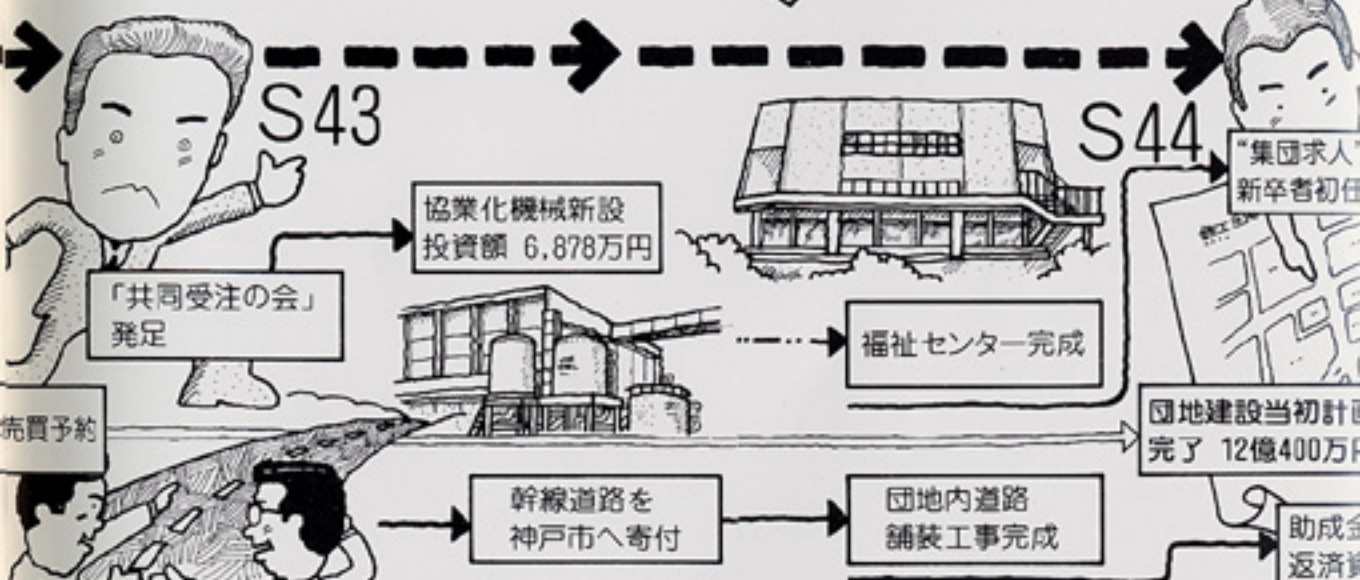 S43
S44
“集団求人”
新卒者初任
協業化機械新設
投資額 6,878万円
「共同受注の会」
発足
福祉センター完成
売買予約
団地建設当初計画
完了 12億400万円
幹線道路を
神戸市へ寄付
団地内道路
舗装工事完成
助成金
返済資